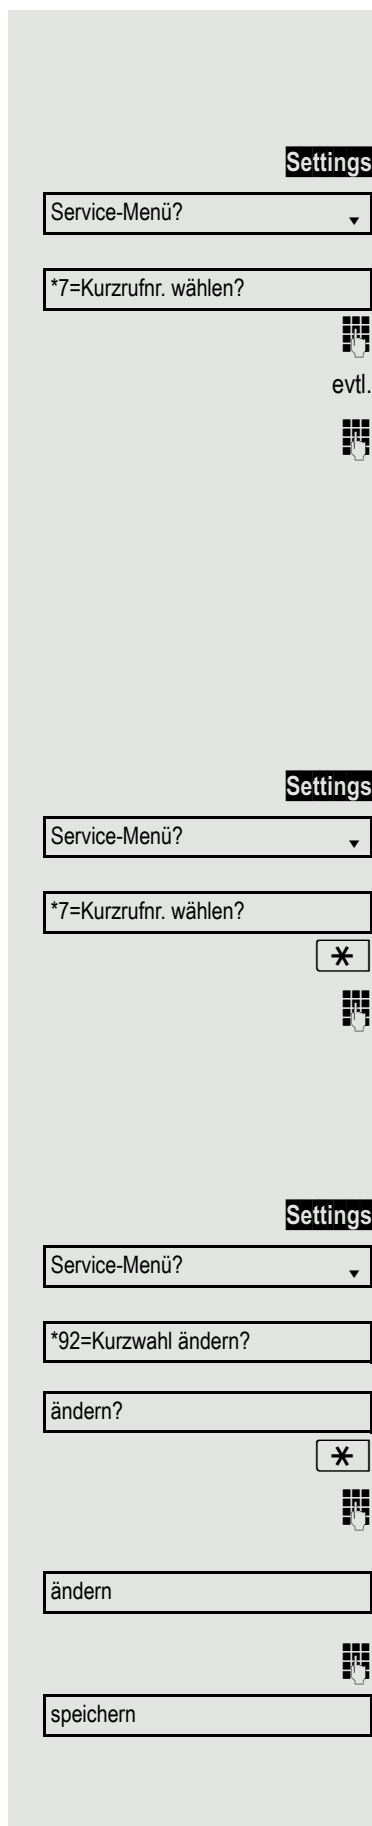 Settings
Service-Menü?
*7=Kurzrufnr. wählen?
evtl.
Settings
Service-Menü?
*7=Kurzrufnr. wählen?
Settings
Service-Menü?
*92=Kurzwahl ändern?
ändern?
ändern
speichern